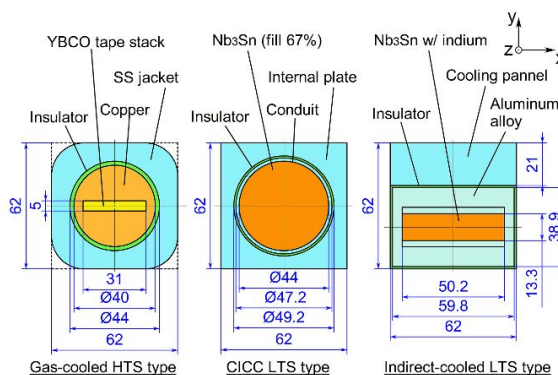 YBCO tape stack
SS jacket
Insulator
Copper
62
5
31
Ø40
Ø44
62
Gas-cooled HTS type
Nb₃Sn (fill 67%)
Internal plate
Insulator
Conduit
62
Ø44
Ø47.2
Ø49.2
62
CICC LTS type
y
z
x
Nb₃Sn w/ indium
Cooling pannel
Insulator
Aluminum
alloy
62
21
38.9
13.3
50.2
59.8
62
Indirect-cooled LTS type